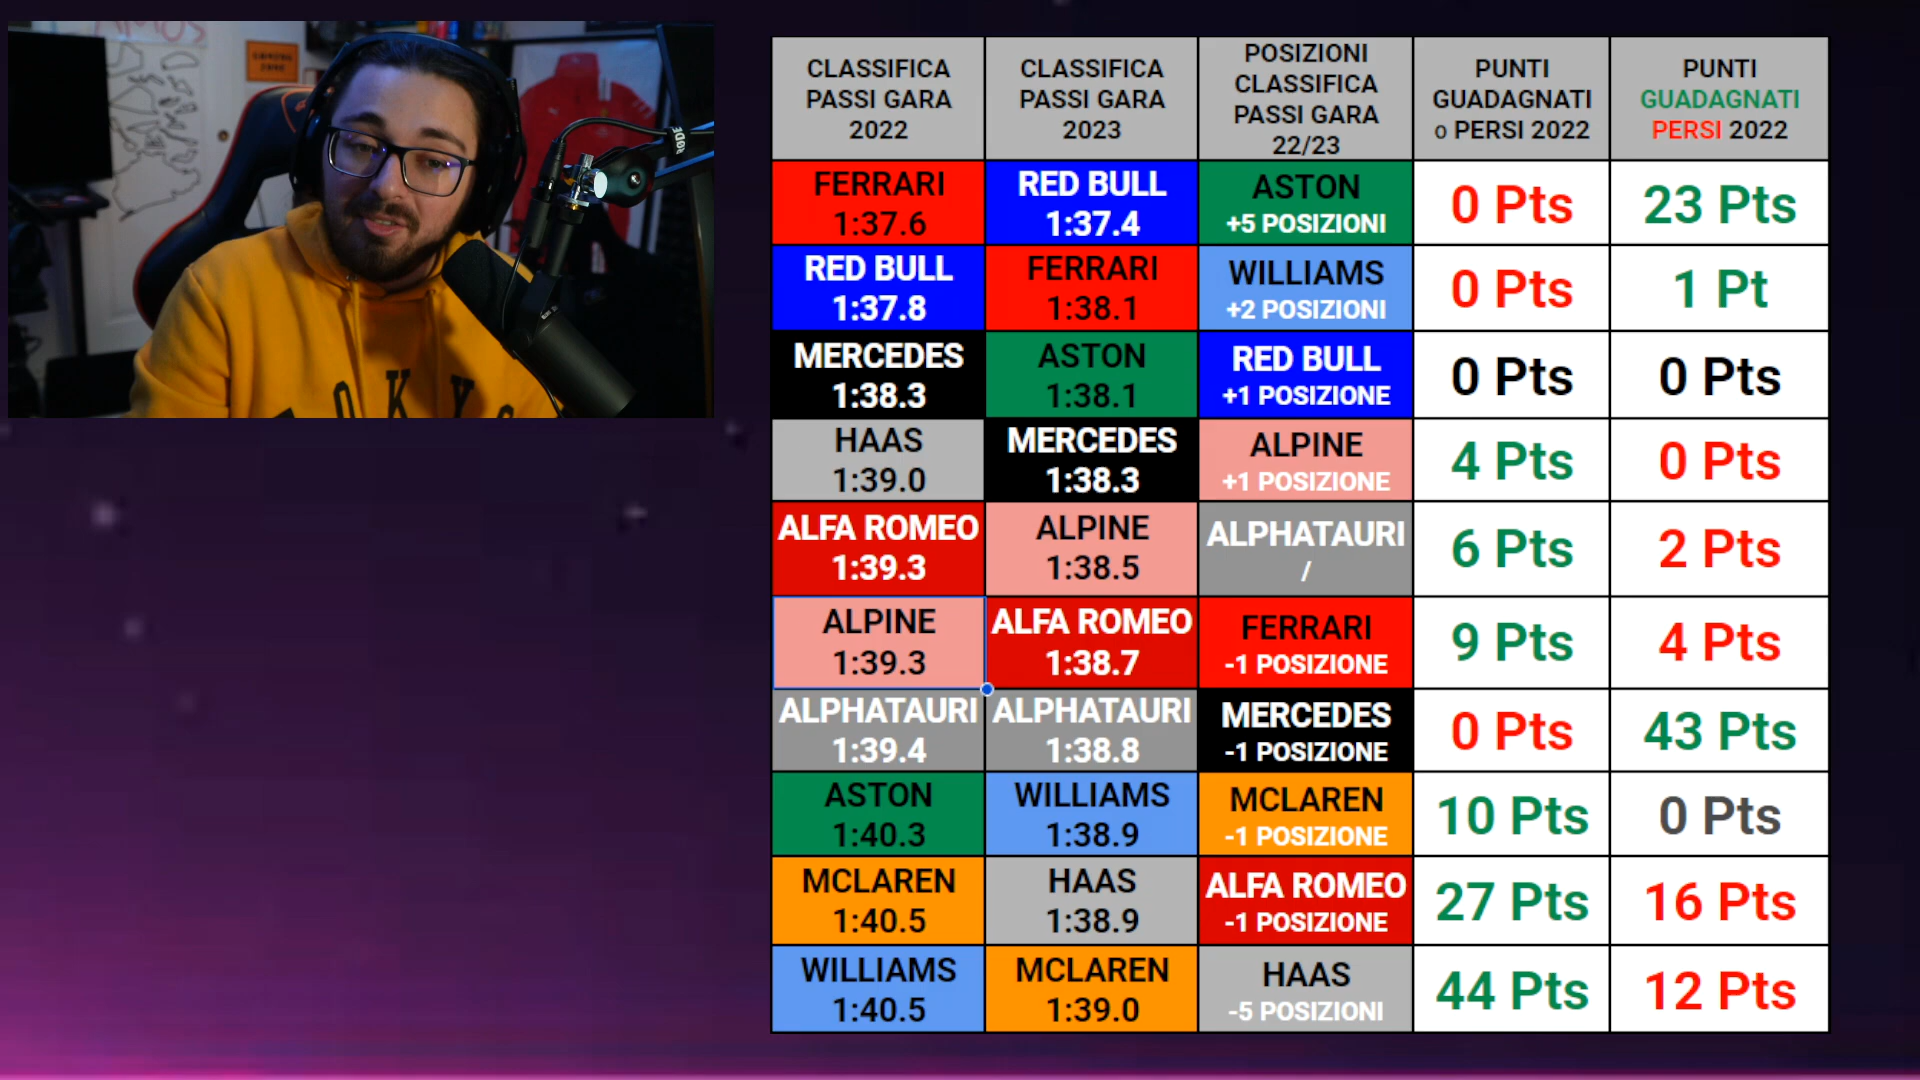 RØDE
OKYO
CLASSIFICA
PASSI GARA
2022
CLASSIFICA
PASSI GARA
2023
POSIZIONI
CLASSIFICA
PASSI GARA
22/23
PUNTI
GUADAGNATI
o PERSI 2022
PUNTI
GUADAGNATI
PERSI 2022
FERRARI
1:37.6
RED BULL
1:37.4
ASTON
+5 POSIZIONI
0 Pts
23 Pts
RED BULL
1:37.8
FERRARI
1:38.1
WILLIAMS
+2 POSIZIONI
0 Pts
1 Pt
MERCEDES
1:38.3
ASTON
1:38.1
RED BULL
+1 POSIZIONE
0 Pts
0 Pts
HAAS
1:39.0
MERCEDES
1:38.3
ALPINE
+1 POSIZIONE
4 Pts
0 Pts
ALFA ROMEO
1:39.3
ALPINE
1:38.5
ALPHATAURI
/
6 Pts
2 Pts
ALPINE
1:39.3
ALFA ROMEO
1:38.7
FERRARI
-1 POSIZIONE
9 Pts
4 Pts
ALPHATAURI
1:39.4
ALPHATAURI
1:38.8
MERCEDES
-1 POSIZIONE
0 Pts
43 Pts
ASTON
1:40.3
WILLIAMS
1:38.9
MCLAREN
-1 POSIZIONE
10 Pts
0 Pts
MCLAREN
1:40.5
HAAS
1:38.9
ALFA ROMEO
-1 POSIZIONE
27 Pts
16 Pts
WILLIAMS
1:40.5
MCLAREN
1:39.0
HAAS
-5 POSIZIONI
44 Pts
12 Pts